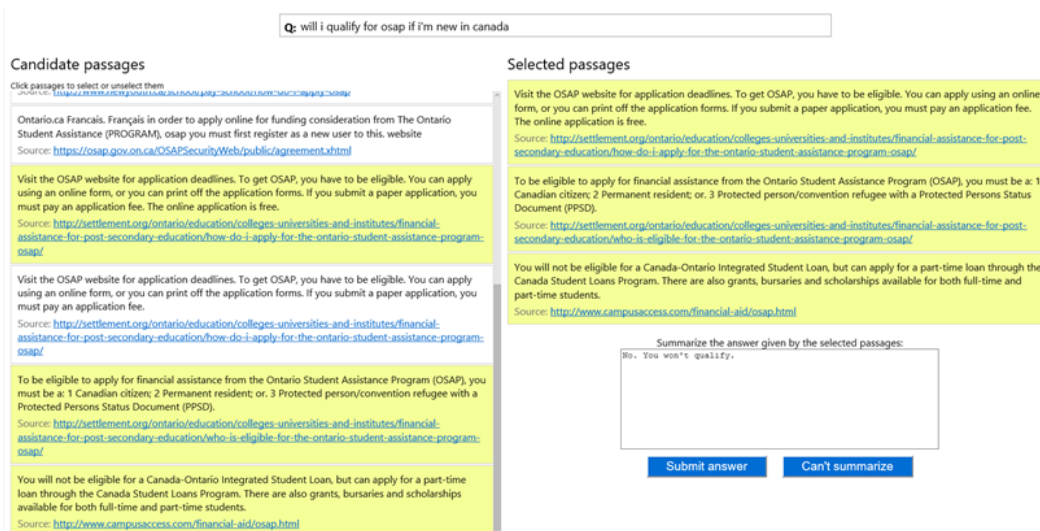 Q: will i qualify for osap if i'm new in canada
Candidate passages
Click passages to select or unselect them
Source: http://www.newyouth.ca/school/pay-school/how-do-i-apply-osap
Ontario.ca Francais. Français in order to apply online for funding consideration from The Ontario
Student Assistance (PROGRAM), osap you must first register as a new user to this. website
Source: https://osap.gov.on.ca/OSAPSecurityWeb/public/agreement.xhtml
Visit the OSAP website for application deadlines. To get OSAP, you have to be eligible. You can apply
using an online form, or you can print off the application forms. If you submit a paper application, you
must pay an application fee. The online application is free.
Source: http://settlement.org/ontario/education/colleges-universities-and-institutes/financial-
assistance-for-post-secondary-education/how-do-i-apply-for-the-ontario-student-assistance-program-
osap/
Visit the OSAP website for application deadlines. To get OSAP, you have to be eligible. You can apply
using an online form, or you can print off the application forms. If you submit a paper application, you
must pay an application fee.
Source: http://settlement.org/ontario/education/colleges-universities-and-institutes/financial-
assistance-for-post-secondary-education/how-do-i-apply-for-the-ontario-student-assistance-program-
osap/
To be eligible to apply for financial assistance from the Ontario Student Assistance Program (OSAP), you
must be a: 1 Canadian citizen; 2 Permanent resident; or. 3 Protected person/convention refugee with a
Protected Persons Status Document (PPSD).
Source: http://settlement.org/ontario/education/colleges-universities-and-institutes/financial-
assistance-for-post-secondary-education/who-is-eligible-for-the-ontario-student-assistance-program-
osap/
You will not be eligible for a Canada-Ontario Integrated Student Loan, but can apply for a part-time
loan through the Canada Student Loans Program. There are also grants, bursaries and scholarships
available for both full-time and part-time students.
Source: http://www.campusaccess.com/financial-aid/osap.html
Selected passages
Visit the OSAP website for application deadlines. To get OSAP, you have to be eligible. You can apply using an online
form, or you can print off the application forms. If you submit a paper application, you must pay an application fee.
The online application is free.
Source: http://settlement.org/ontario/education/colleges-universities-and-institutes/financial-assistance-for-post-
secondary-education/how-do-i-apply-for-the-ontario-student-assistance-program-osap/
To be eligible to apply for financial assistance from the Ontario Student Assistance Program (OSAP), you must be a: 1
Canadian citizen; 2 Permanent resident; or. 3 Protected person/convention refugee with a Protected Persons Status
Document (PPSD).
Source: http://settlement.org/ontario/education/colleges-universities-and-institutes/financial-assistance-for-post-
secondary-education/who-is-eligible-for-the-ontario-student-assistance-program-osap/
You will not be eligible for a Canada-Ontario Integrated Student Loan, but can apply for a part-time loan through the
Canada Student Loans Program. There are also grants, bursaries and scholarships available for both full-time and
part-time students.
Source: http://www.campusaccess.com/financial-aid/osap.html
Summarize the answer given by the selected passages:
No. You won't qualify.
Submit answer
Can't summarize